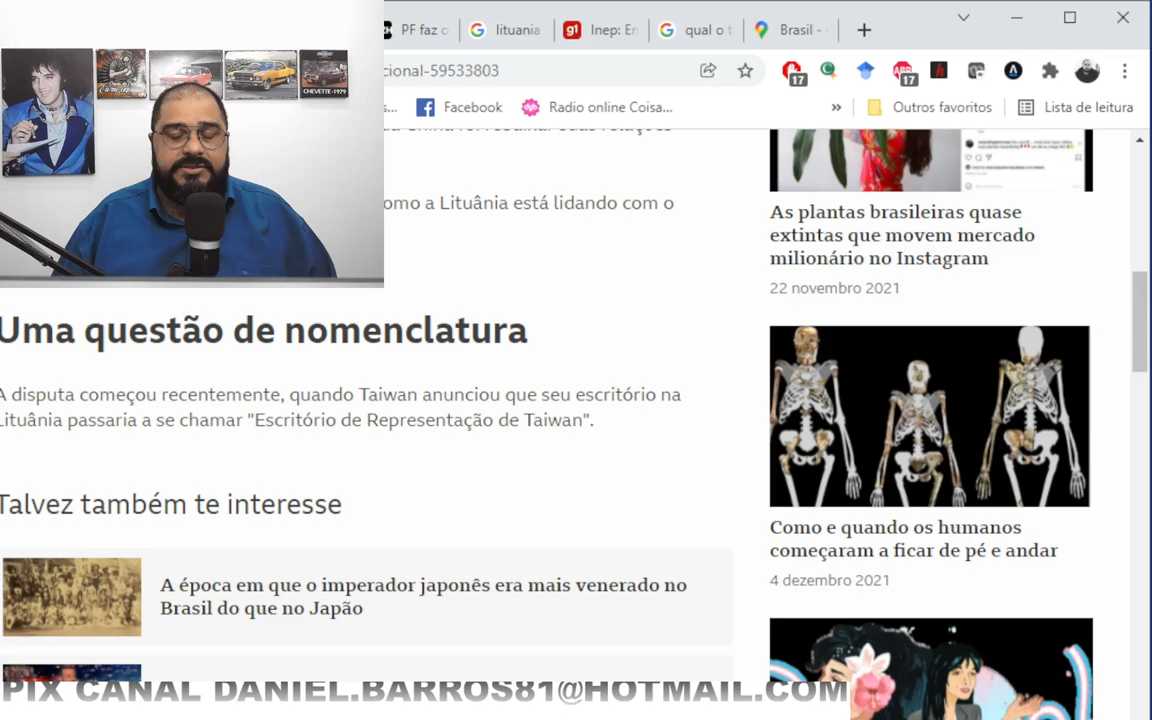 PF faz o
lituania
g1
Inep: En
qual o t
Brasil -
cional-59533803
17
17
Facebook
Radio online Coisa...
»
Outros favoritos
Lista de leitura
CHEVETTE-1979
omo a Lituânia está lidando com o
Uma questão de nomenclatura
A disputa começou recentemente, quando Taiwan anunciou que seu escritório na
Lituânia passaria a se chamar "Escritório de Representação de Taiwan".
Talvez também te interesse
A época em que o imperador japonês era mais venerado no
Brasil do que no Japão
As plantas brasileiras quase
extintas que movem mercado
milionário no Instagram
22 novembro 2021
Como e quando os humanos
começaram a ficar de pé e andar
4 dezembro 2021
PIX CANAL DANIEL.BARROS81@HOTMAIL.COM